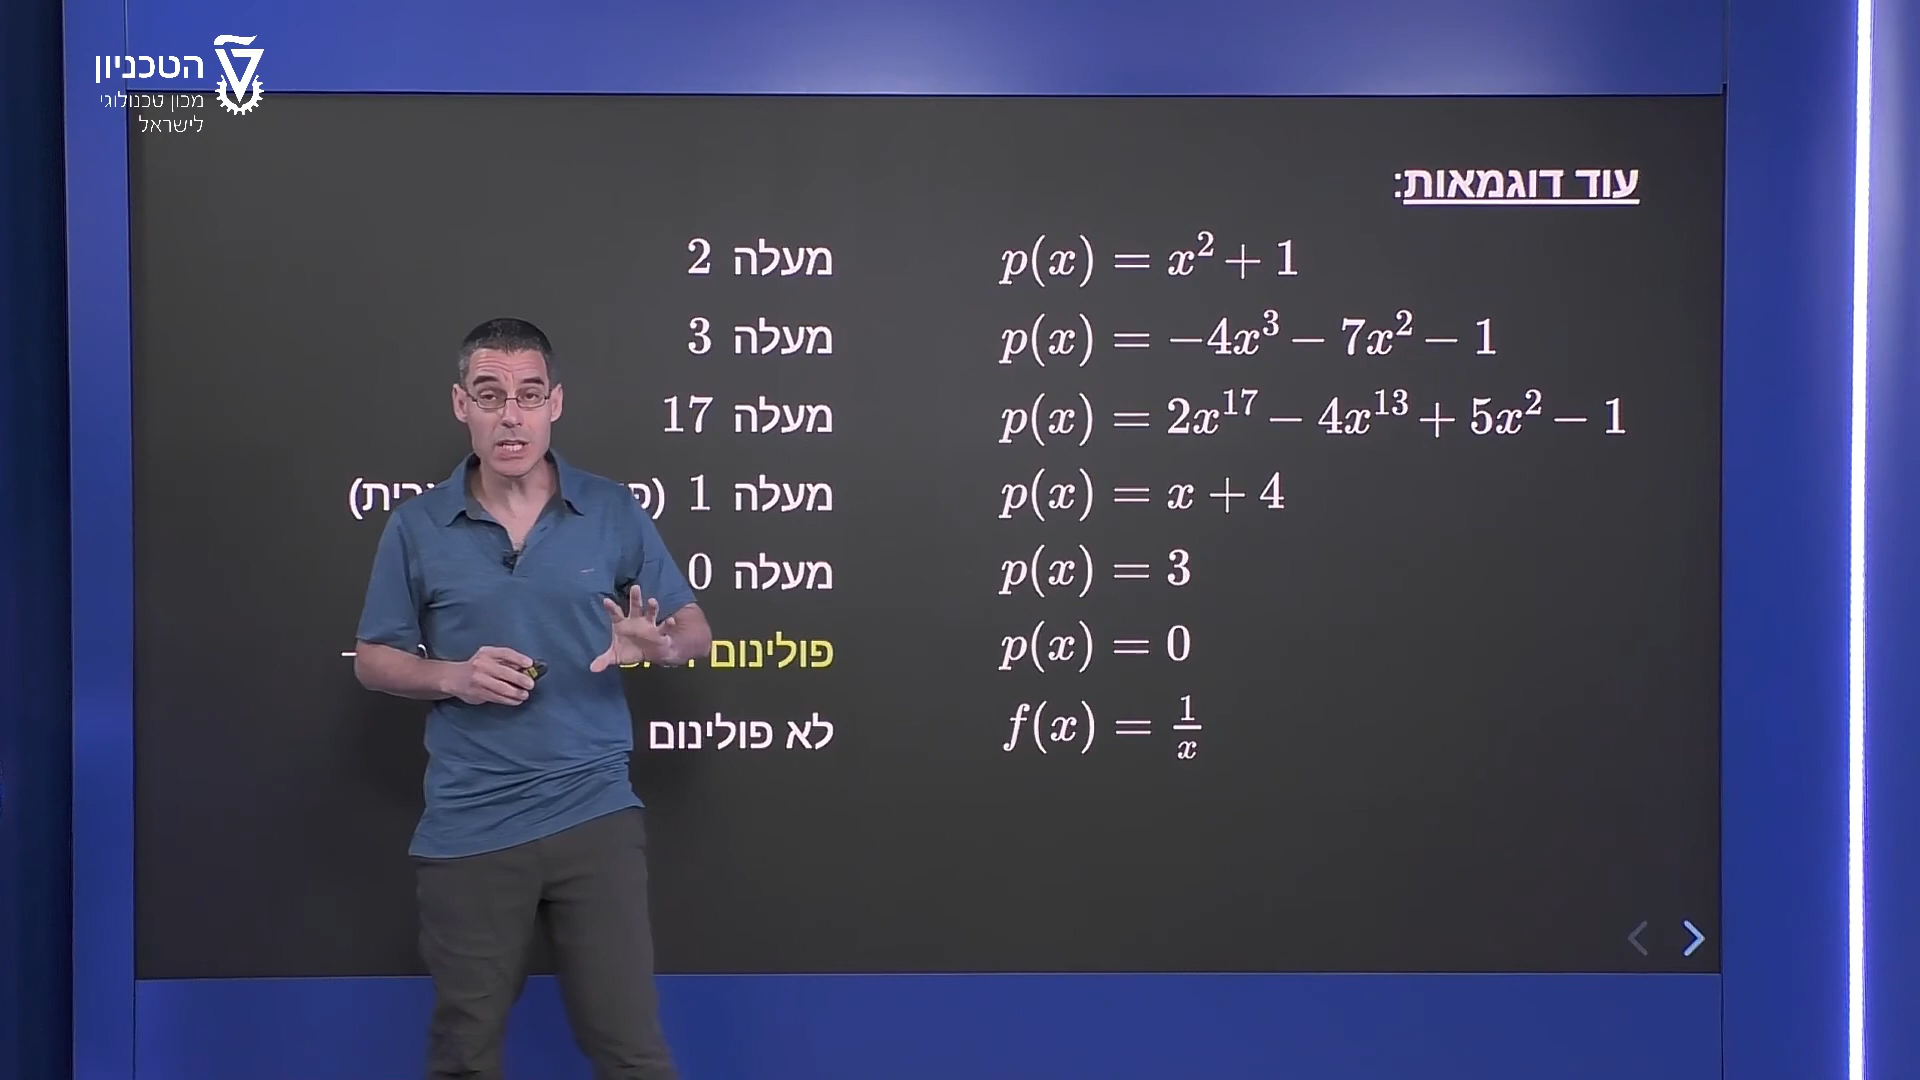 הטכניון
מכון טכנולוגי
לישראל
עוד דוגמאות:
p(x) = x² + 1 מעלה 2
p(x) = −4x³ − 7x² − 1 מעלה 3
p(x) = 2x¹⁷ − 4x¹³ + 5x² − 1 מעלה 17
p(x) = x + 4 מעלה 1
p(x) = 3 מעלה 0
p(x) = 0 פולינום
f(x) = 1/x לא פולינום